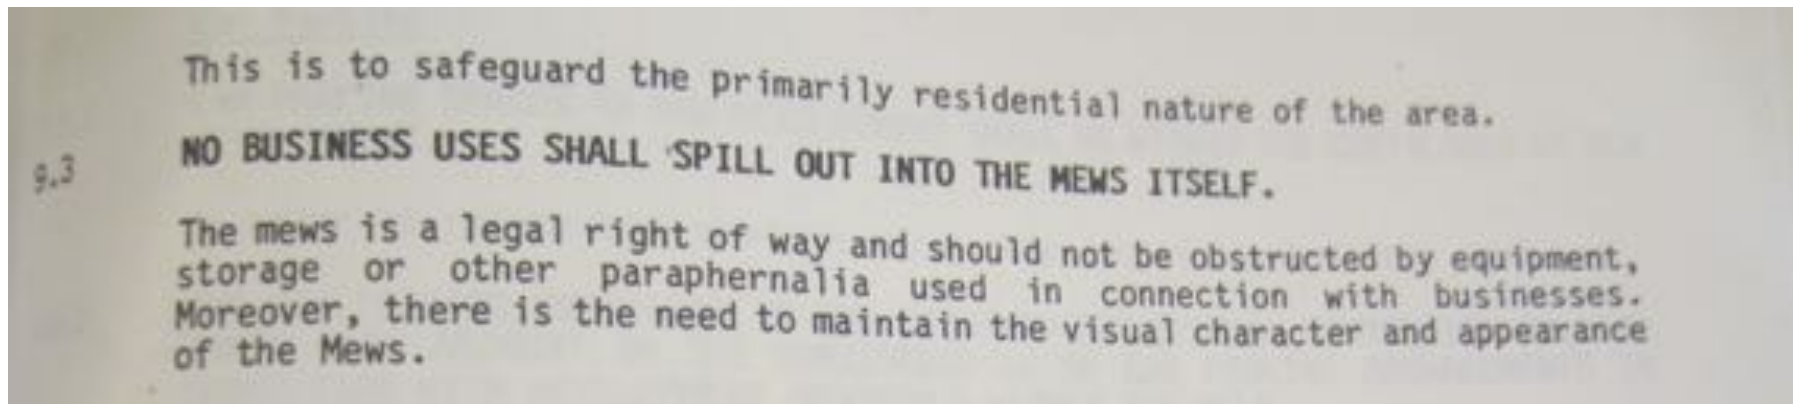 This is to safeguard the primarily residential nature of the area.
9.3 NO BUSINESS USES SHALL SPILL OUT INTO THE MEWS ITSELF.
The mews is a legal right of way and should not be obstructed by equipment,
storage or other paraphernalia used in connection with businesses.
Moreover, there is the need to maintain the visual character and appearance
of the Mews.